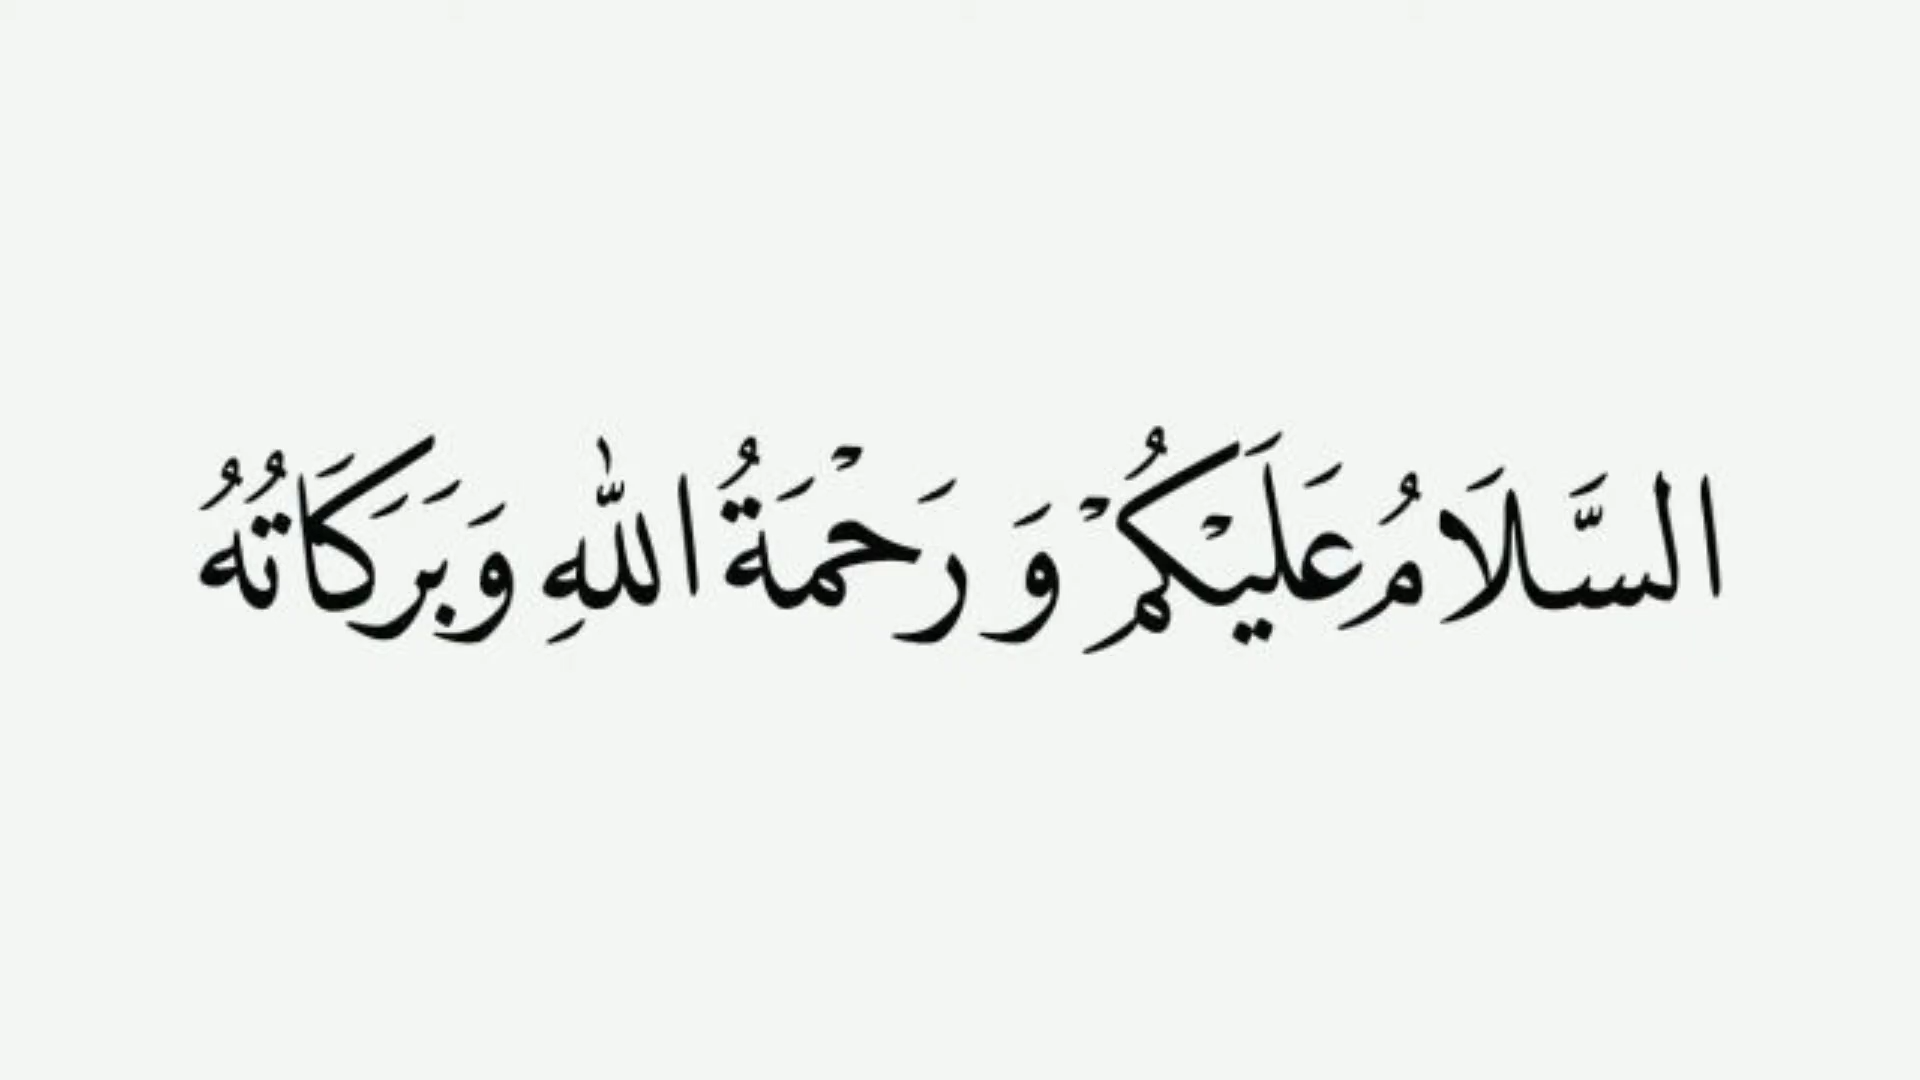 السَّلَامُ عَلَيْكُمْ وَ رَحْمَةُ اللّٰهِ وَبَرَكَاتُهُ